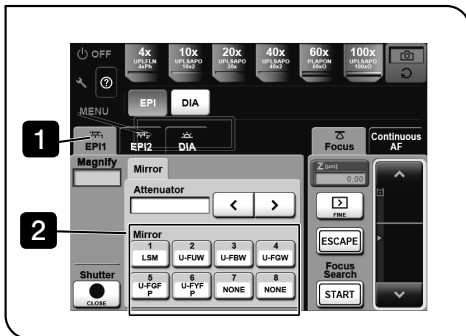 OFF
4x 10x 20x 40x 60x 100x
UPLFLN UPLSAPO UPLSAPO UPLSAPO PLAPON UPLSAPO
4xPh 10x2 20x 40x2 60xO 100xO
?
MENU
EPI DIA
1
EPI1 EPI2 DIA Focus Continuous AF
Magnify
Mirror
Attenuator
< >
Z [µm]
0.00
FINE
2
Mirror
1 2 3 4
LSM U-FUW U-FBW U-FGW
5 6 7 8
U-FGFP U-FYFP NONE NONE
ESCAPE
Focus Search
START
Shutter
CLOSE